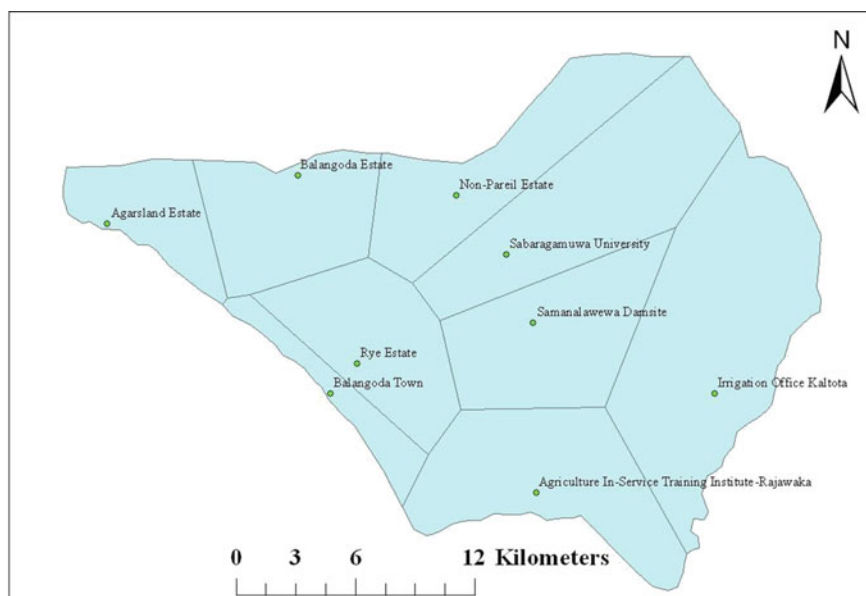 N
Balangoda Estate
Non-Pareil Estate
Agarsland Estate
Sabaragamuwa University
Samanalawewa Damsite
Rye Estate
Balangoda Town
Irrigation Office Kaltota
Agriculture In-Service Training Institute-Rajawaka
0 3 6 12 Kilometers